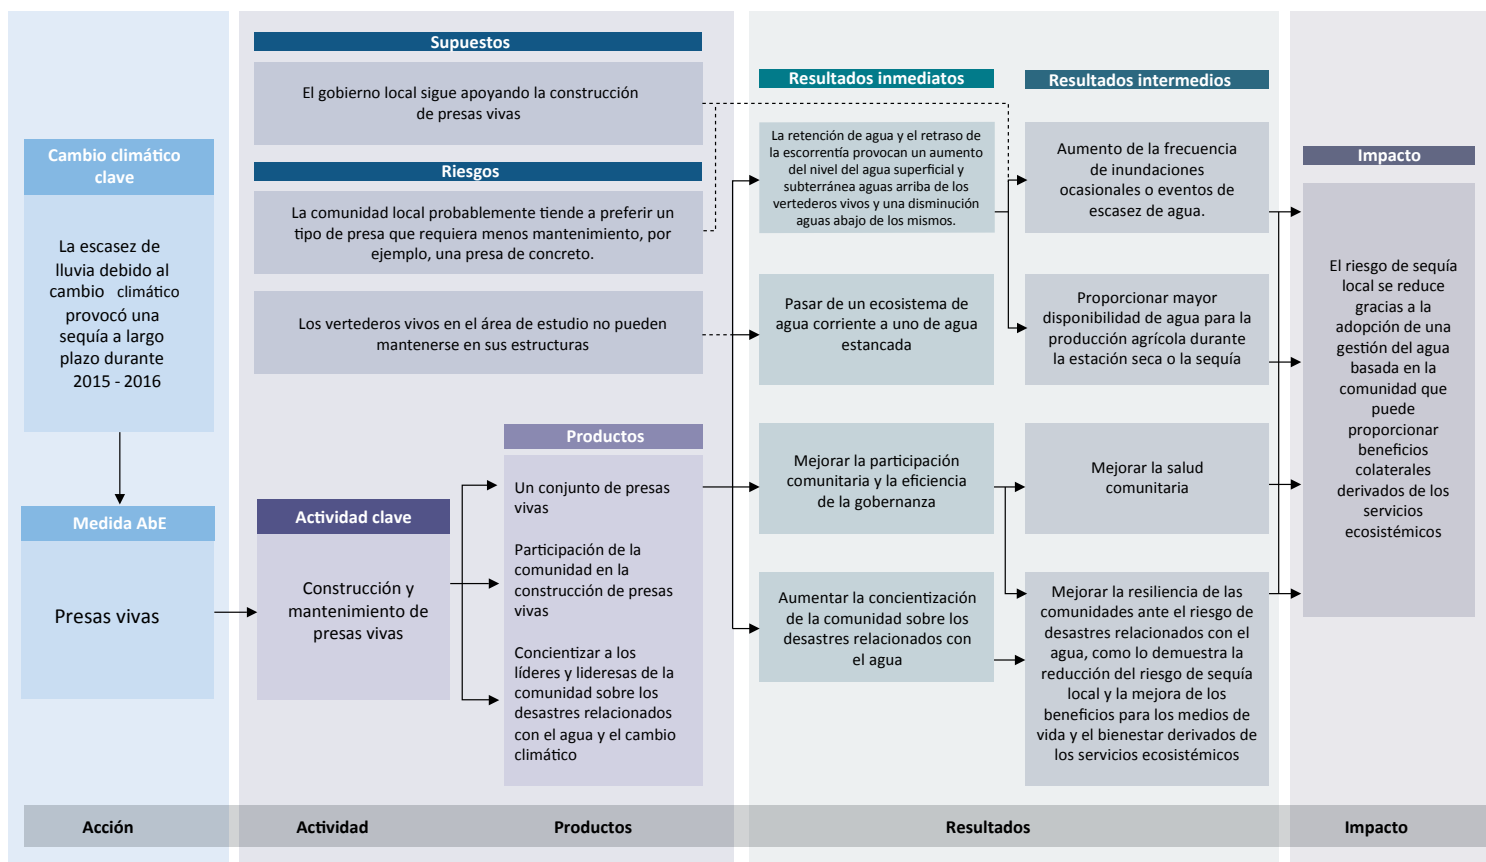 Cambio climático
clave
La escasez de
lluvia debido al
cambio climático
provocó una
sequía a largo
plazo durante
2015 - 2016
Medida AbE
Presas vivas
Supuestos
El gobierno local sigue apoyando la construcción
de presas vivas
Riesgos
La comunidad local probablemente tiende a preferir un
tipo de presa que requiera menos mantenimiento, por
ejemplo, una presa de concreto.
Los vertederos vivos en el área de estudio no pueden
mantenerse en sus estructuras
Actividad clave
Construcción y
mantenimiento de
presas vivas
Productos
Un conjunto de presas
vivas
Participación de la
comunidad en la
construcción de presas
vivas
Concientizar a los
líderes y lideresas de la
comunidad sobre los
desastres relacionados
con el agua y el cambio
climático
Resultados inmediatos
La retención de agua y el retraso de
la escorrentía provocan un aumento
del nivel del agua superficial y
subterránea aguas arriba de los
vertederos vivos y una disminución
aguas abajo de los mismos.
Pasar de un ecosistema de
agua corriente a uno de agua
estancada
Mejorar la participación
comunitaria y la eficiencia
de la gobernanza
Aumentar la concientización
de la comunidad sobre los
desastres relacionados con
el agua
Resultados intermedios
Aumento de la frecuencia
de inundaciones
ocasionales o eventos de
escasez de agua.
Proporcionar mayor
disponibilidad de agua para la
producción agrícola durante
la estación seca o la sequía
Mejorar la salud
comunitaria
Mejorar la resiliencia de las
comunidades ante el riesgo de
desastres relacionados con el
agua, como lo demuestra la
reducción del riesgo de sequía
local y la mejora de los
beneficios para los medios de
vida y el bienestar derivados de
los servicios ecosistémicos
Impacto
El riesgo de sequía
local se reduce
gracias a la
adopción de una
gestión del agua
basada en la
comunidad que
puede
proporcionar
beneficios
colaterales
derivados de los
servicios
ecosistémicos
Acción
Actividad
Productos
Resultados
Impacto